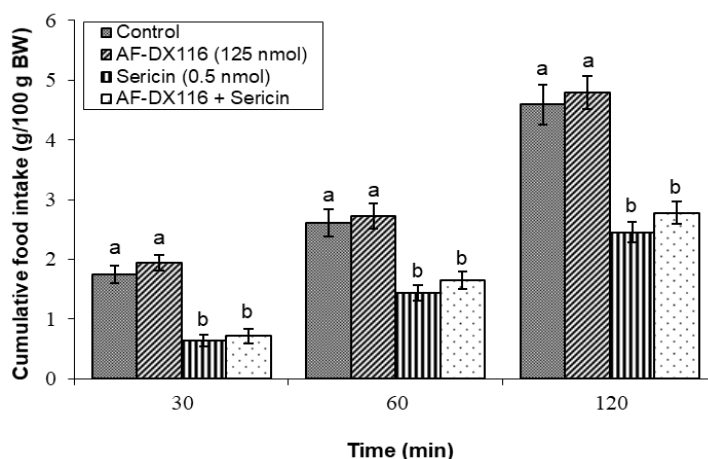 Cumulative food intake (g/100 g BW)
6
5
4
3
2
1
0
Control
AF-DX116 (125 nmol)
Sericin (0.5 nmol)
AF-DX116 + Sericin
a a b b
a a b b
a a b b
30 60 120
Time (min)